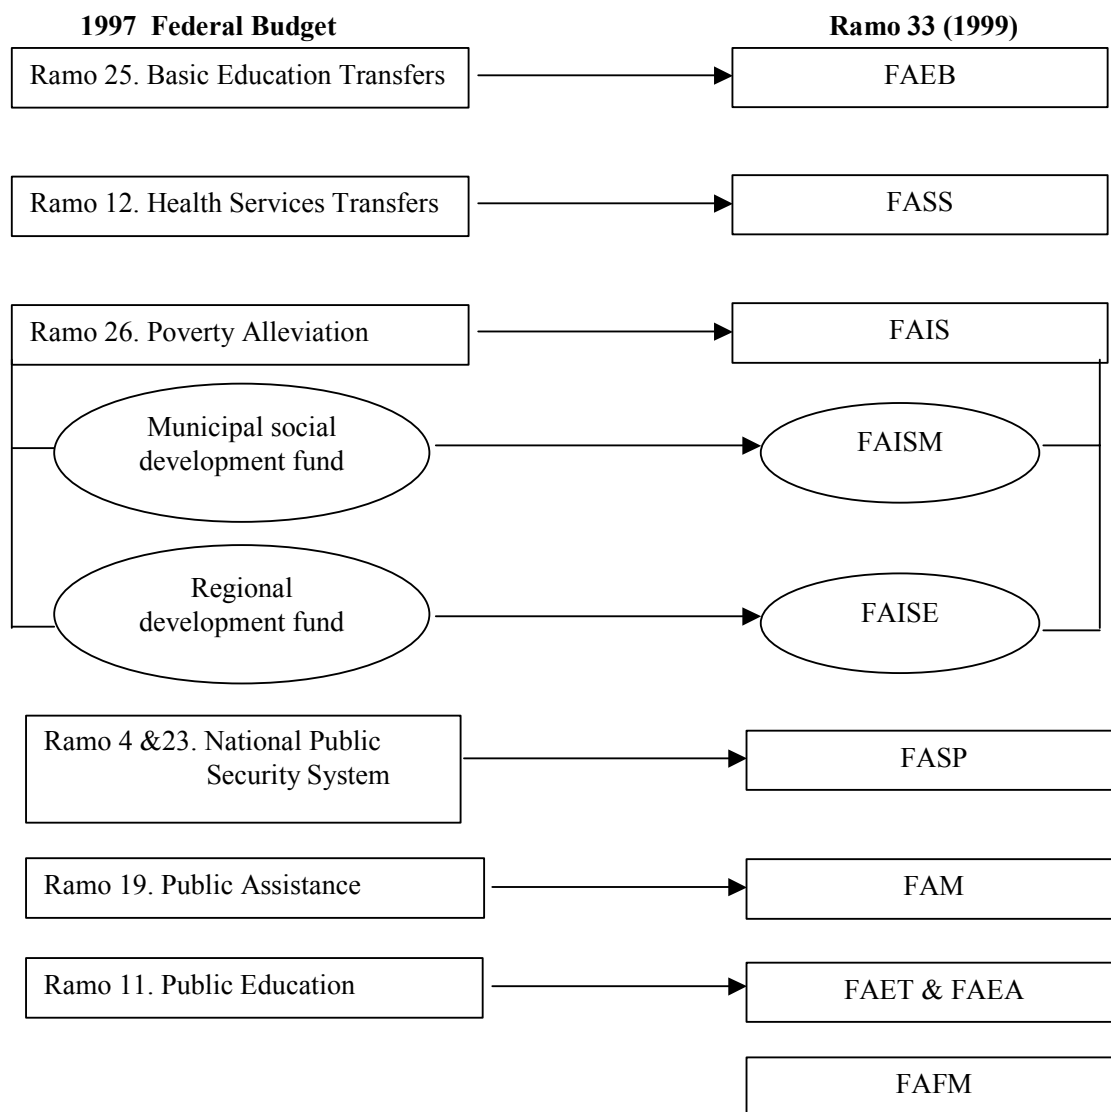 1997 Federal Budget
Ramo 33 (1999)
Ramo 25. Basic Education Transfers
FAEB
Ramo 12. Health Services Transfers
FASS
Ramo 26. Poverty Alleviation
FAIS
Municipal social
development fund
FAISM
Regional
development fund
FAISE
Ramo 4 &23. National Public
Security System
FASP
Ramo 19. Public Assistance
FAM
Ramo 11. Public Education
FAET & FAEA
FAFM